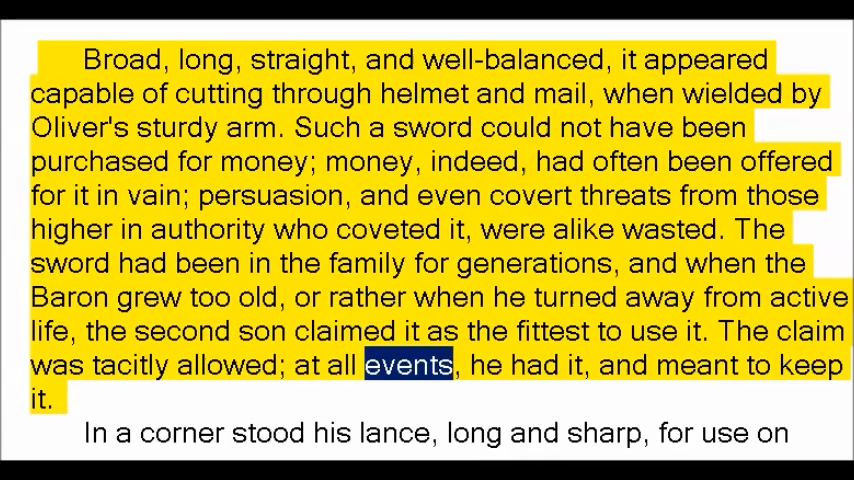 Broad, long, straight, and well-balanced, it appeared
capable of cutting through helmet and mail, when wielded by
Oliver's sturdy arm. Such a sword could not have been
purchased for money; money, indeed, had often been offered
for it in vain; persuasion, and even covert threats from those
higher in authority who coveted it, were alike wasted. The
sword had been in the family for generations, and when the
Baron grew too old, or rather when he turned away from active
life, the second son claimed it as the fittest to use it. The claim
was tacitly allowed; at all events, he had it, and meant to keep
it.
In a corner stood his lance, long and sharp, for use on